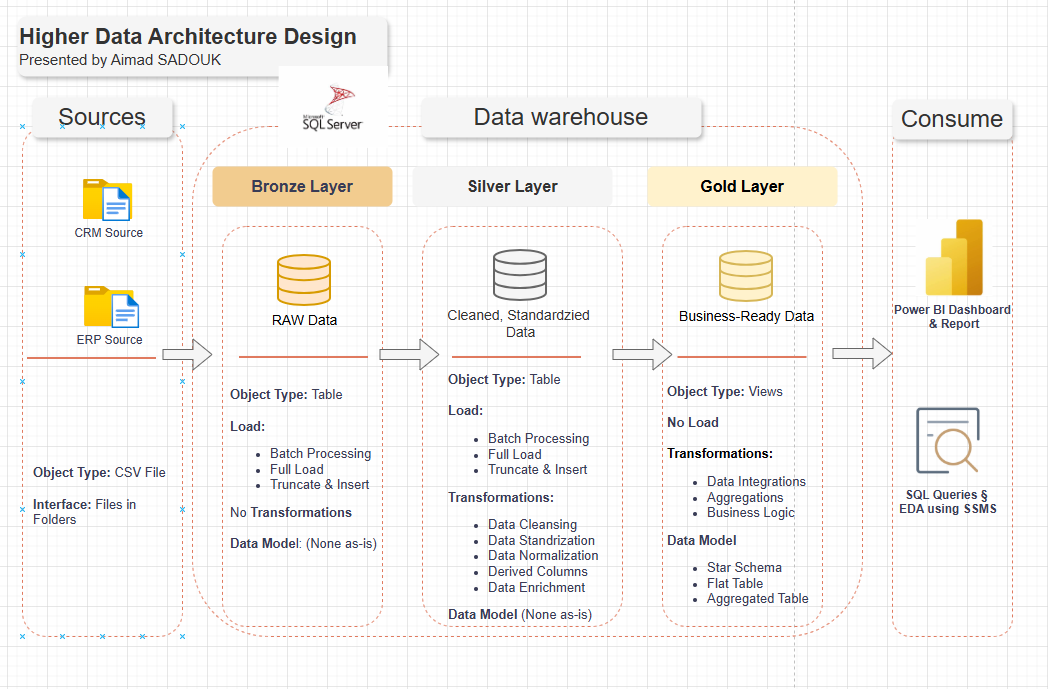 Higher Data Architecture Design
Presented by Aimad SADOUK
Microsoft
SQL Server
Sources
Data warehouse
Consume
Bronze Layer
Silver Layer
Gold Layer
CRM Source
ERP Source
Object Type: CSV File
Interface: Files in
Folders
RAW Data
Object Type: Table
Load:
Batch Processing
Full Load
Truncate & Insert
No Transformations
Data Model: (None as-is)
Cleaned, Standardzied
Data
Object Type: Table
Load:
Batch Processing
Full Load
Truncate & Insert
Transformations:
Data Cleansing
Data Standrization
Data Normalization
Derived Columns
Data Enrichment
Data Model (None as-is)
Business-Ready Data
Object Type: Views
No Load
Transformations:
Data Integrations
Aggregations
Business Logic
Data Model
Star Schema
Flat Table
Aggregated Table
Power BI Dashboard
& Report
SQL Queries §
EDA using SSMS